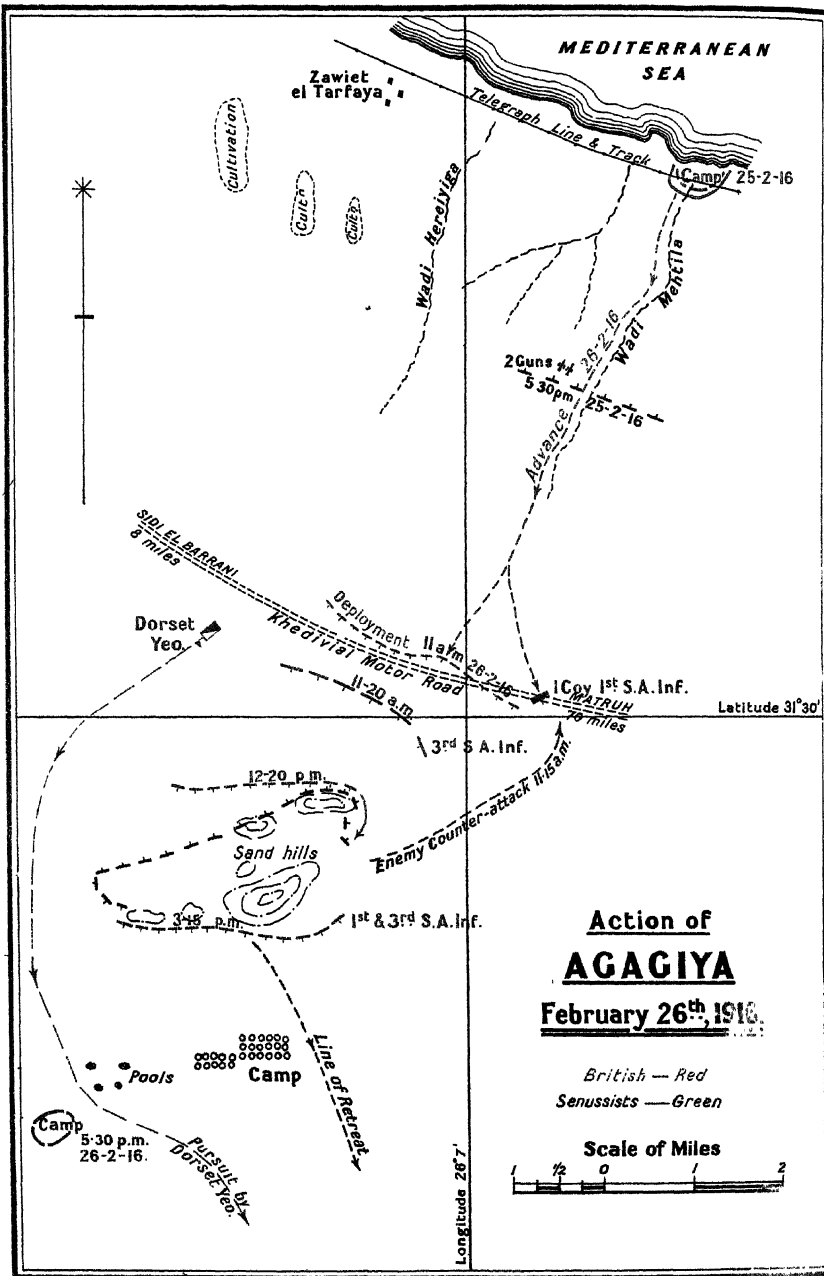 MEDITERRANEAN
SEA
Zawiet
el Tarfaya
Telegraph Line & Track
Camp
25-2-16
Cultivation
Cultn
Cultn
Wadi Hereiyiga
Wadi Mehtila
2 Guns
5·30pm 25-2-16
Advance 26-2-16
SIDI EL BARRANI
8 miles
Deployment 11 a.m 26-2-16
Khedivial Motor Road
Dorset
Yeo.
11-20 a.m.
1 Coy 1st S.A. Inf.
MATRUH
70 miles
Latitude 31°30'
3rd S A. Inf.
12-20 p.m.
Enemy Counter-attack 11·15 a.m.
Sand hills
3·15 p.m.
1st & 3rd S.A. Inf.
Line of Retreat
Pools
Camp
Camp
5·30 p.m.
26-2-16.
Pursuit by
Dorset Yeo.
Longitude 26°7'
Action of
AGAGIYA
February 26th, 1916.
British — Red
Senussists — Green
Scale of Miles
1 ½ 0 1 2